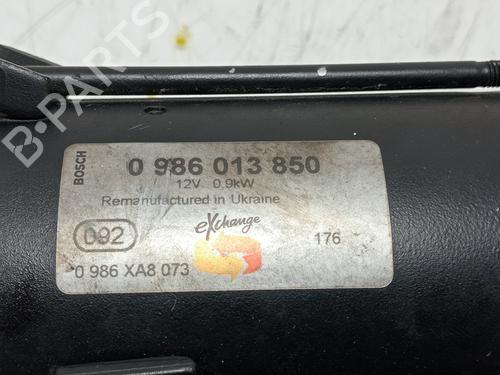 BOSCH
0 986 013 850
12V 0,9kW
Remanufactured in Ukraine
eXchange
092
176
0 986 XA8 073
B-PARTS